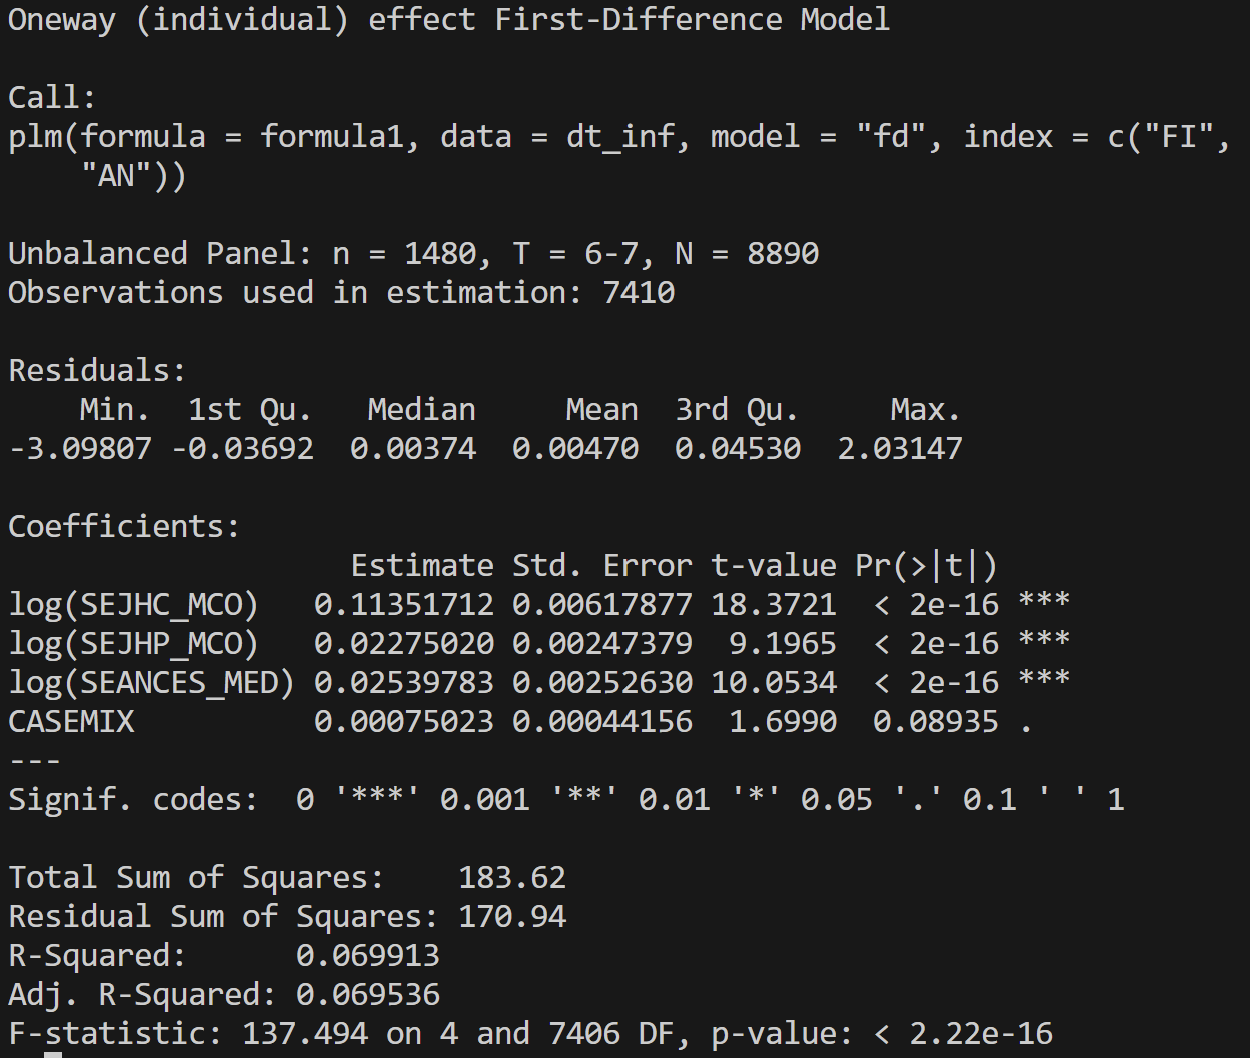 Oneway (individual) effect First-Difference Model

Call:
plm(formula = formula1, data = dt_inf, model = "fd", index = c("FI",
    "AN"))

Unbalanced Panel: n = 1480, T = 6-7, N = 8890
Observations used in estimation: 7410

Residuals:
    Min.  1st Qu.   Median     Mean  3rd Qu.     Max.
-3.09807 -0.03692  0.00374  0.00470  0.04530  2.03147

Coefficients:
                   Estimate Std. Error t-value Pr(>|t|)
log(SEJHC_MCO)   0.11351712 0.00617877 18.3721  < 2e-16 ***
log(SEJHP_MCO)   0.02275020 0.00247379  9.1965  < 2e-16 ***
log(SEANCES_MED) 0.02539783 0.00252630 10.0534  < 2e-16 ***
CASEMIX          0.00075023 0.00044156  1.6990  0.08935 .
---
Signif. codes:  0 '***' 0.001 '**' 0.01 '*' 0.05 '.' 0.1 ' ' 1

Total Sum of Squares:    183.62
Residual Sum of Squares: 170.94
R-Squared:      0.069913
Adj. R-Squared: 0.069536
F-statistic: 137.494 on 4 and 7406 DF, p-value: < 2.22e-16